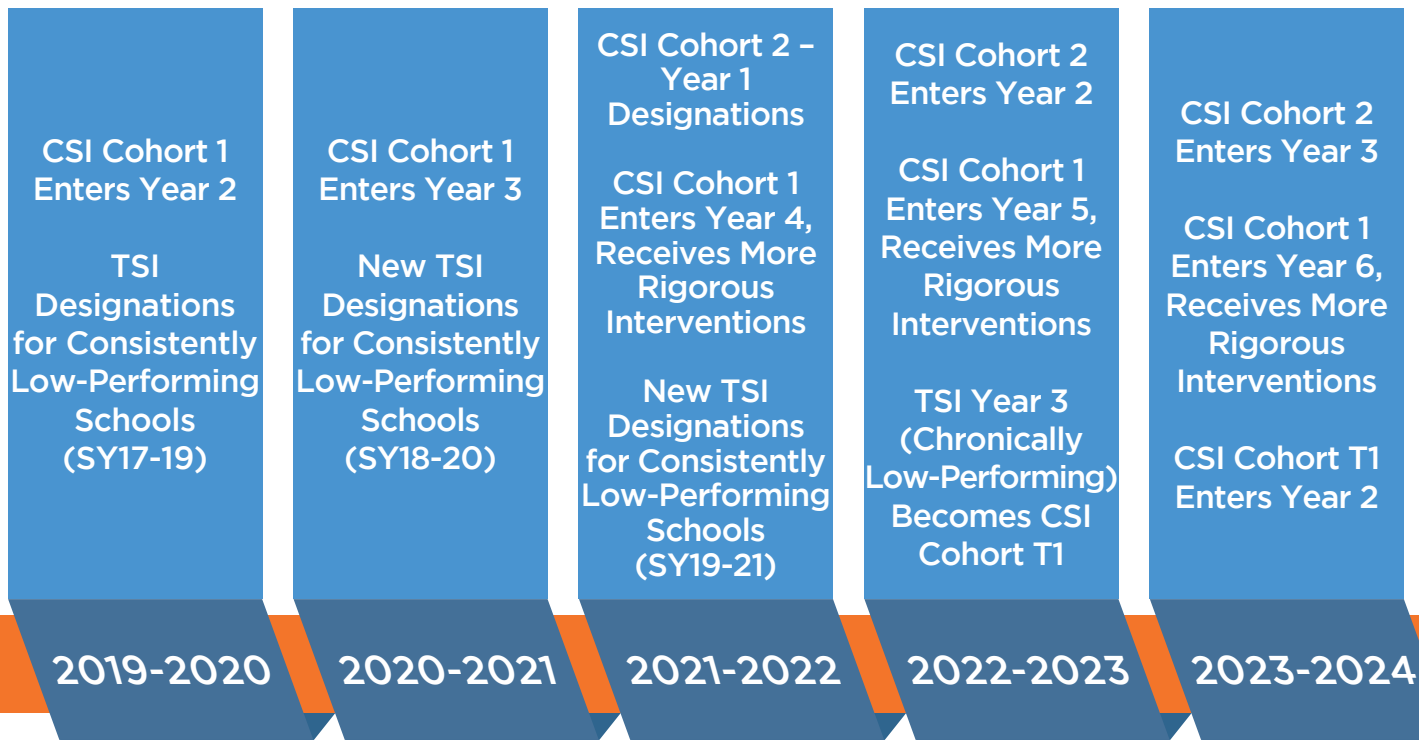 CSI Cohort 1
Enters Year 2
TSI
Designations
for Consistently
Low-Performing
Schools
(SY17-19)
2019-2020
CSI Cohort 1
Enters Year 3
New TSI
Designations
for Consistently
Low-Performing
Schools
(SY18-20)
2020-2021
CSI Cohort 2 –
Year 1
Designations
CSI Cohort 1
Enters Year 4,
Receives More
Rigorous
Interventions
New TSI
Designations
for Consistently
Low-Performing
Schools
(SY19-21)
2021-2022
CSI Cohort 2
Enters Year 2
CSI Cohort 1
Enters Year 5,
Receives More
Rigorous
Interventions
TSI Year 3
(Chronically
Low-Performing)
Becomes CSI
Cohort T1
2022-2023
CSI Cohort 2
Enters Year 3
CSI Cohort 1
Enters Year 6,
Receives More
Rigorous
Interventions
CSI Cohort T1
Enters Year 2
2023-2024